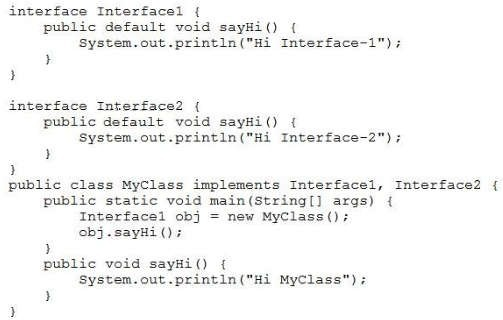 interface Interface1 {
    public default void sayHi() {
        System.out.println("Hi Interface-1");
    }
}

interface Interface2 {
    public default void sayHi() {
        System.out.println("Hi Interface-2");
    }
}
public class MyClass implements Interface1, Interface2 {
    public static void main(String[] args) {
        Interface1 obj = new MyClass();
        obj.sayHi();
    }
    public void sayHi() {
        System.out.println("Hi MyClass");
    }
}